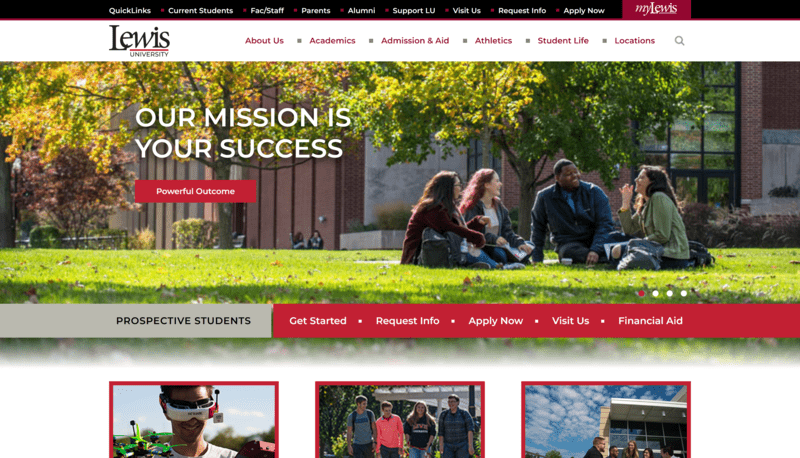 QuickLinks Current Students Fac/Staff Parents Alumni Support LU Visit Us Request Info Apply Now myLewis
Lewis
UNIVERSITY
About Us Academics Admission & Aid Athletics Student Life Locations
OUR MISSION IS
YOUR SUCCESS
Powerful Outcome
PROSPECTIVE STUDENTS Get Started Request Info Apply Now Visit Us Financial Aid